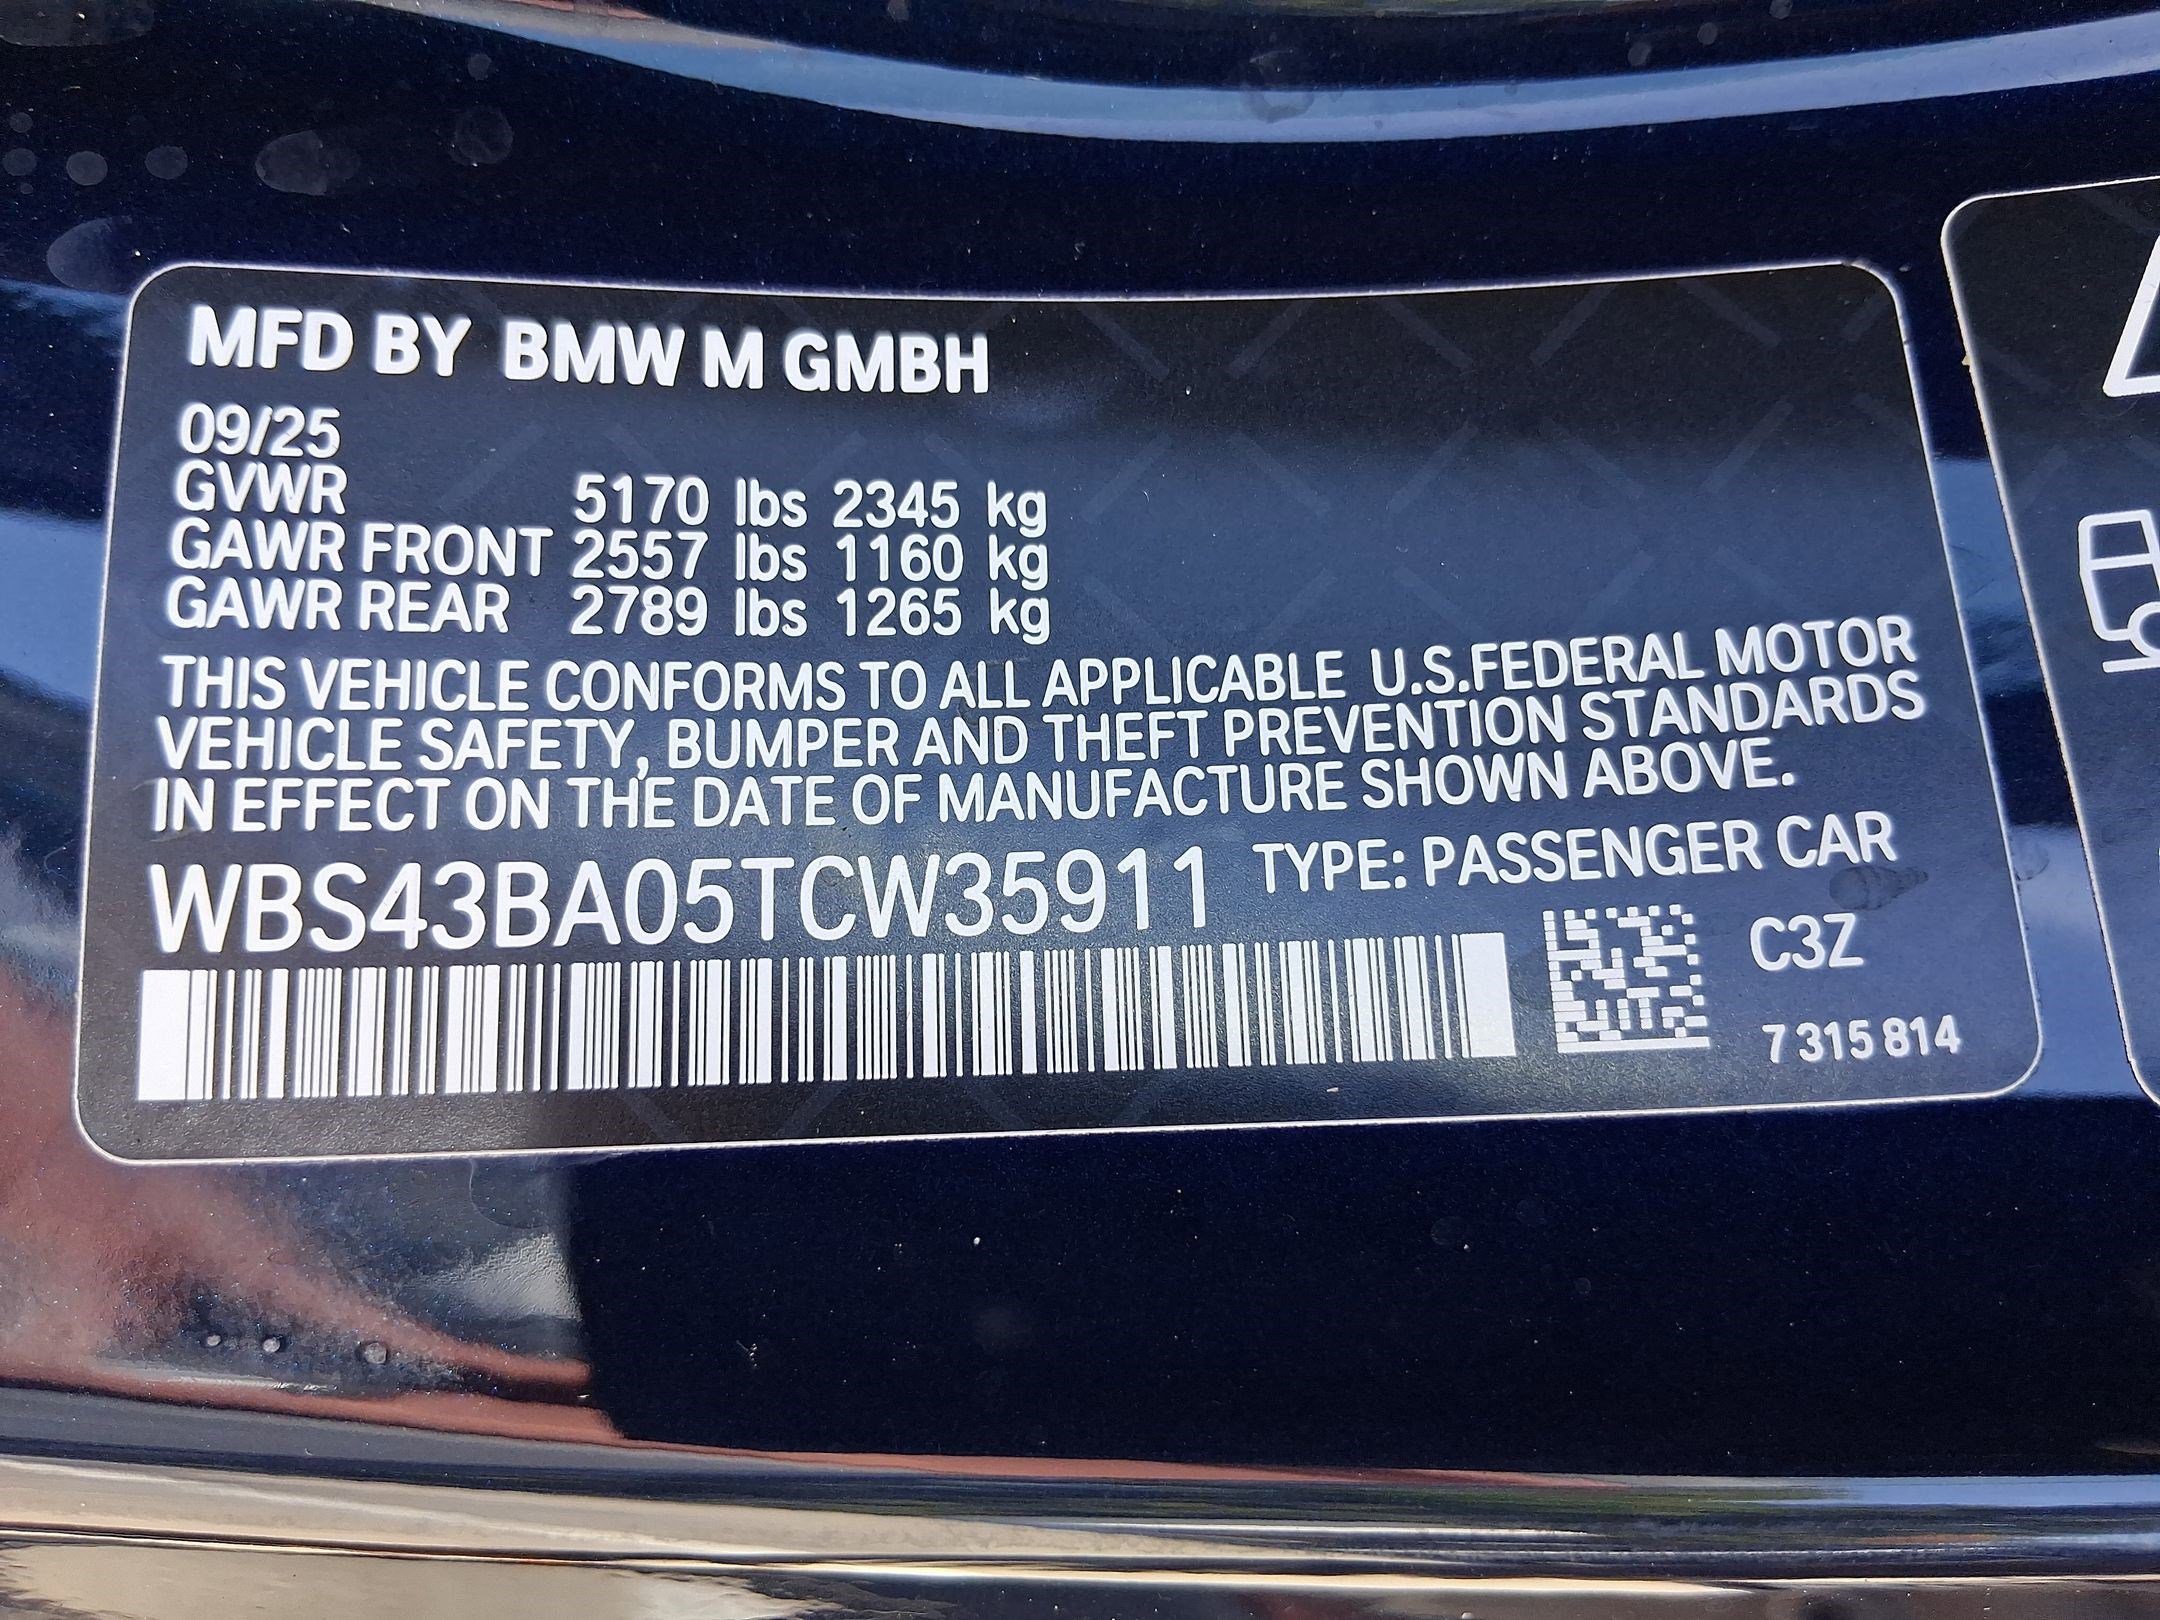 MFD BY BMW M GMBH
09/25
GVWR 5170 lbs 2345 kg
GAWR FRONT 2557 lbs 1160 kg
GAWR REAR 2789 lbs 1265 kg
THIS VEHICLE CONFORMS TO ALL APPLICABLE U.S.FEDERAL MOTOR
VEHICLE SAFETY, BUMPER AND THEFT PREVENTION STANDARDS
IN EFFECT ON THE DATE OF MANUFACTURE SHOWN ABOVE.
WBS43BA05TCW35911 TYPE: PASSENGER CAR
C3Z
7 315 814